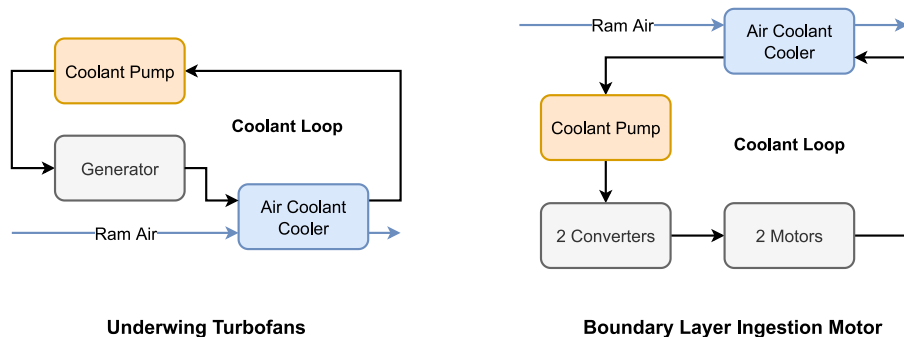 Coolant Pump
Coolant Loop
Generator
Air Coolant
Cooler
Ram Air
Underwing Turbofans
Ram Air
Air Coolant
Cooler
Coolant Pump
Coolant Loop
2 Converters
2 Motors
Boundary Layer Ingestion Motor